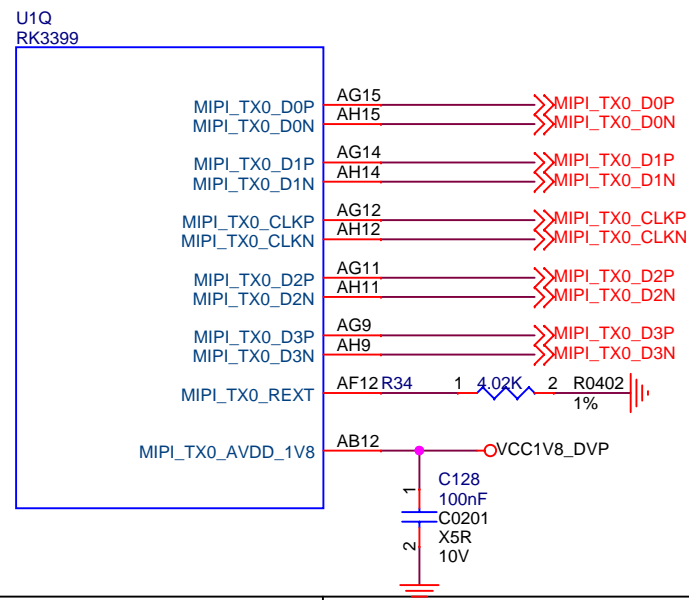 U1Q
RK3399
MIPI_TX0_D0P AG15 MIPI_TX0_D0P
MIPI_TX0_D0N AH15 MIPI_TX0_D0N
MIPI_TX0_D1P AG14 MIPI_TX0_D1P
MIPI_TX0_D1N AH14 MIPI_TX0_D1N
MIPI_TX0_CLKP AG12 MIPI_TX0_CLKP
MIPI_TX0_CLKN AH12 MIPI_TX0_CLKN
MIPI_TX0_D2P AG11 MIPI_TX0_D2P
MIPI_TX0_D2N AH11 MIPI_TX0_D2N
MIPI_TX0_D3P AG9 MIPI_TX0_D3P
MIPI_TX0_D3N AH9 MIPI_TX0_D3N
MIPI_TX0_REXT AF12 R34 1 4.02K 2 R0402
1%
MIPI_TX0_AVDD_1V8 AB12 VCC1V8_DVP
C128
1 100nF
C0201
X5R
2 10V